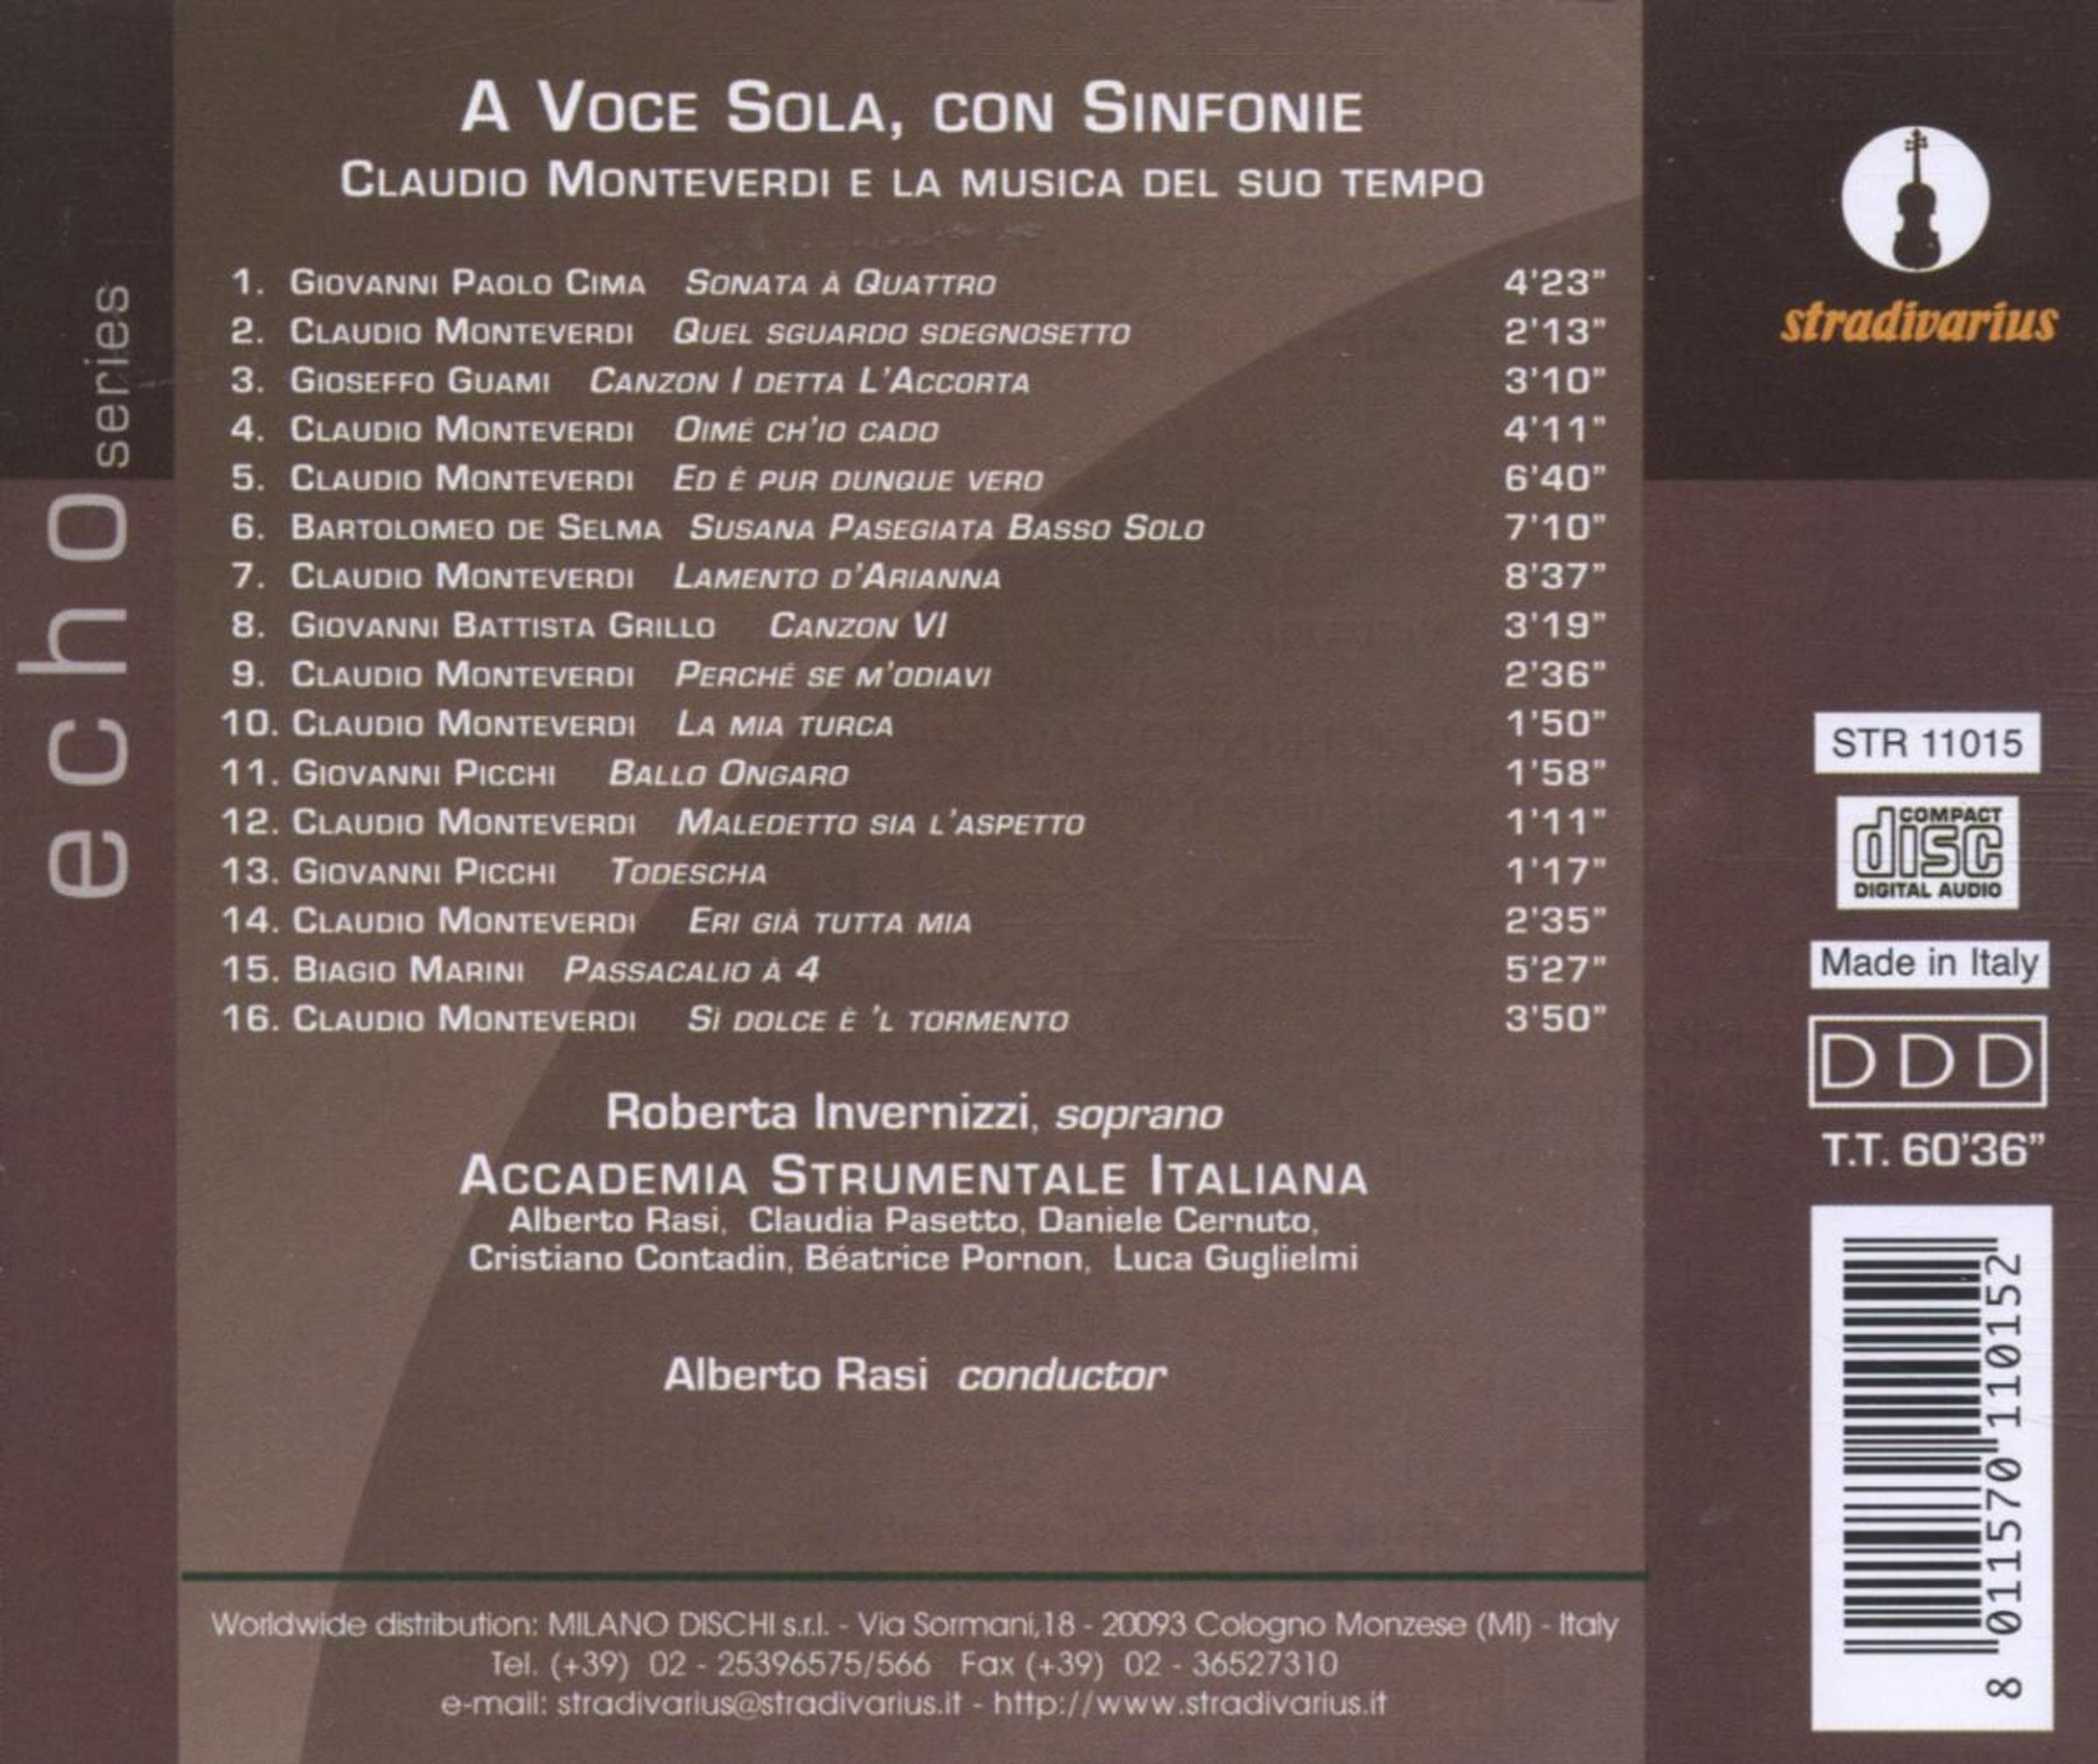 A VOCE SOLA, CON SINFONIE
CLAUDIO MONTEVERDI E LA MUSICA DEL SUO TEMPO
1. GIOVANNI PAOLO CIMA SONATA À QUATTRO 4'23"
2. CLAUDIO MONTEVERDI QUEL SGUARDO SDEGNOSETTO 2'13"
3. GIOSEFFO GUAMI CANZON I DETTA L'ACCORTA 3'10"
4. CLAUDIO MONTEVERDI OIMÉ CH'IO CADO 4'11"
5. CLAUDIO MONTEVERDI ED È PUR DUNQUE VERO 6'40"
6. BARTOLOMEO DE SELMA SUSANA PASEGIATA BASSO SOLO 7'10"
7. CLAUDIO MONTEVERDI LAMENTO D'ARIANNA 8'37"
8. GIOVANNI BATTISTA GRILLO CANZON VI 3'19"
9. CLAUDIO MONTEVERDI PERCHÉ SE M'ODIAVI 2'36"
10. CLAUDIO MONTEVERDI LA MIA TURCA 1'50"
11. GIOVANNI PICCHI BALLO ONGARO 1'58"
12. CLAUDIO MONTEVERDI MALEDETTO SIA L'ASPETTO 1'11"
13. GIOVANNI PICCHI TODESCHA 1'17"
14. CLAUDIO MONTEVERDI ERI GIÀ TUTTA MIA 2'35"
15. BIAGIO MARINI PASSACALIO À 4 5'27"
16. CLAUDIO MONTEVERDI SÌ DOLCE È 'L TORMENTO 3'50"
Roberta Invernizzi, soprano
ACCADEMIA STRUMENTALE ITALIANA
Alberto Rasi, Claudia Pasetto, Daniele Cernuto,
Cristiano Contadin, Béatrice Pornon, Luca Guglielmi
Alberto Rasi conductor
Worldwide distribution: MILANO DISCHI s.r.l. - Via Sormani,18 - 20093 Cologno Monzese (MI) - Italy
Tel. (+39) 02 - 25396575/566 Fax (+39) 02 - 36527310
e-mail: stradivarius@stradivarius.it - http://www.stradivarius.it
echo series
stradivarius
STR 11015
COMPACT
disc
DIGITAL AUDIO
Made in Italy
DDD
T.T. 60'36"
8 011570 110152